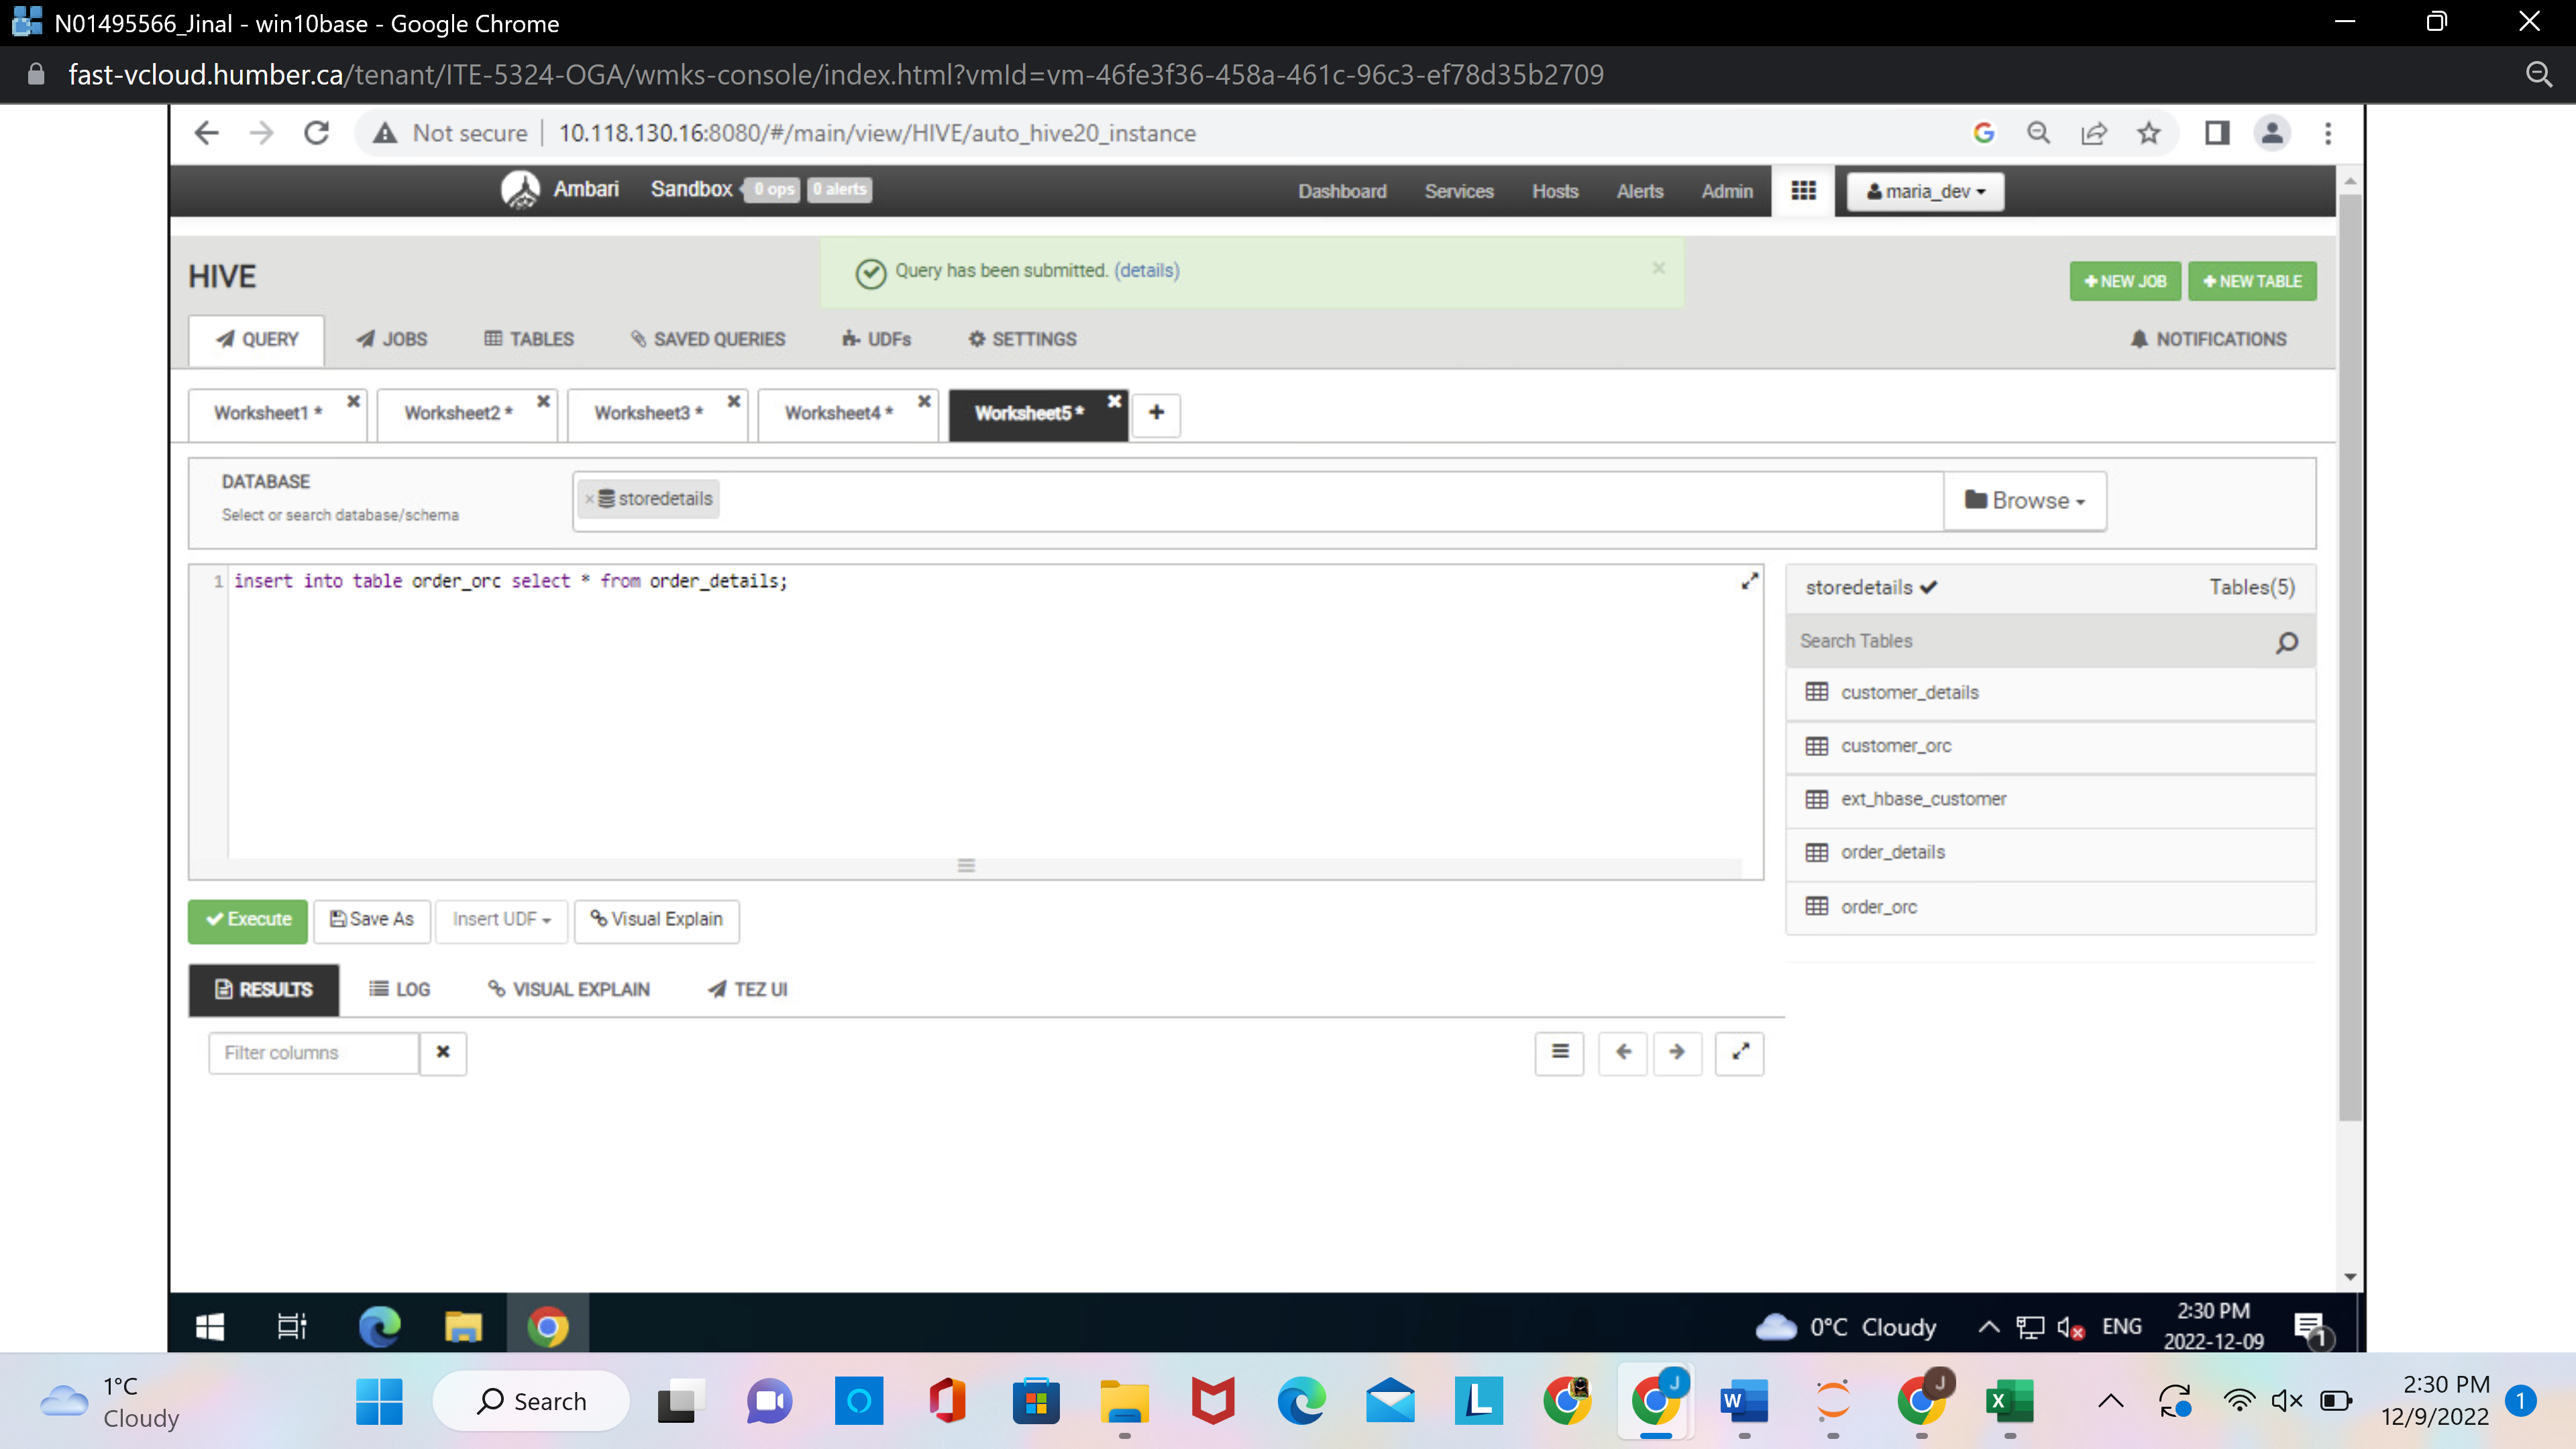 N01495566_Jinal - win10base - Google Chrome
fast-vcloud.humber.ca/tenant/ITE-5324-OGA/wmks-console/index.html?vmId=vm-46fe3f36-458a-461c-96c3-ef78d35b2709
Not secure 10.118.130.16:8080/#/main/view/HIVE/auto_hive20_instance
Ambari Sandbox 0 ops 0 alerts Dashboard Services Hosts Alerts Admin maria_dev
HIVE
Query has been submitted. (details)
NEW JOB NEW TABLE
QUERY JOBS TABLES SAVED QUERIES UDFs SETTINGS NOTIFICATIONS
Worksheet1 * Worksheet2 * Worksheet3 * Worksheet4 * Worksheet5 *
DATABASE
Select or search database/schema
storedetails
Browse
1 insert into table order_orc select * from order_details;
storedetails Tables(5)
Search Tables
customer_details
customer_orc
ext_hbase_customer
order_details
order_orc
Execute Save As Insert UDF Visual Explain
RESULTS LOG VISUAL EXPLAIN TEZ UI
Filter columns
0°C Cloudy ENG 2:30 PM
2022-12-09
1
1°C
Cloudy
Search
L
J
W
J
X
2:30 PM
12/9/2022
1